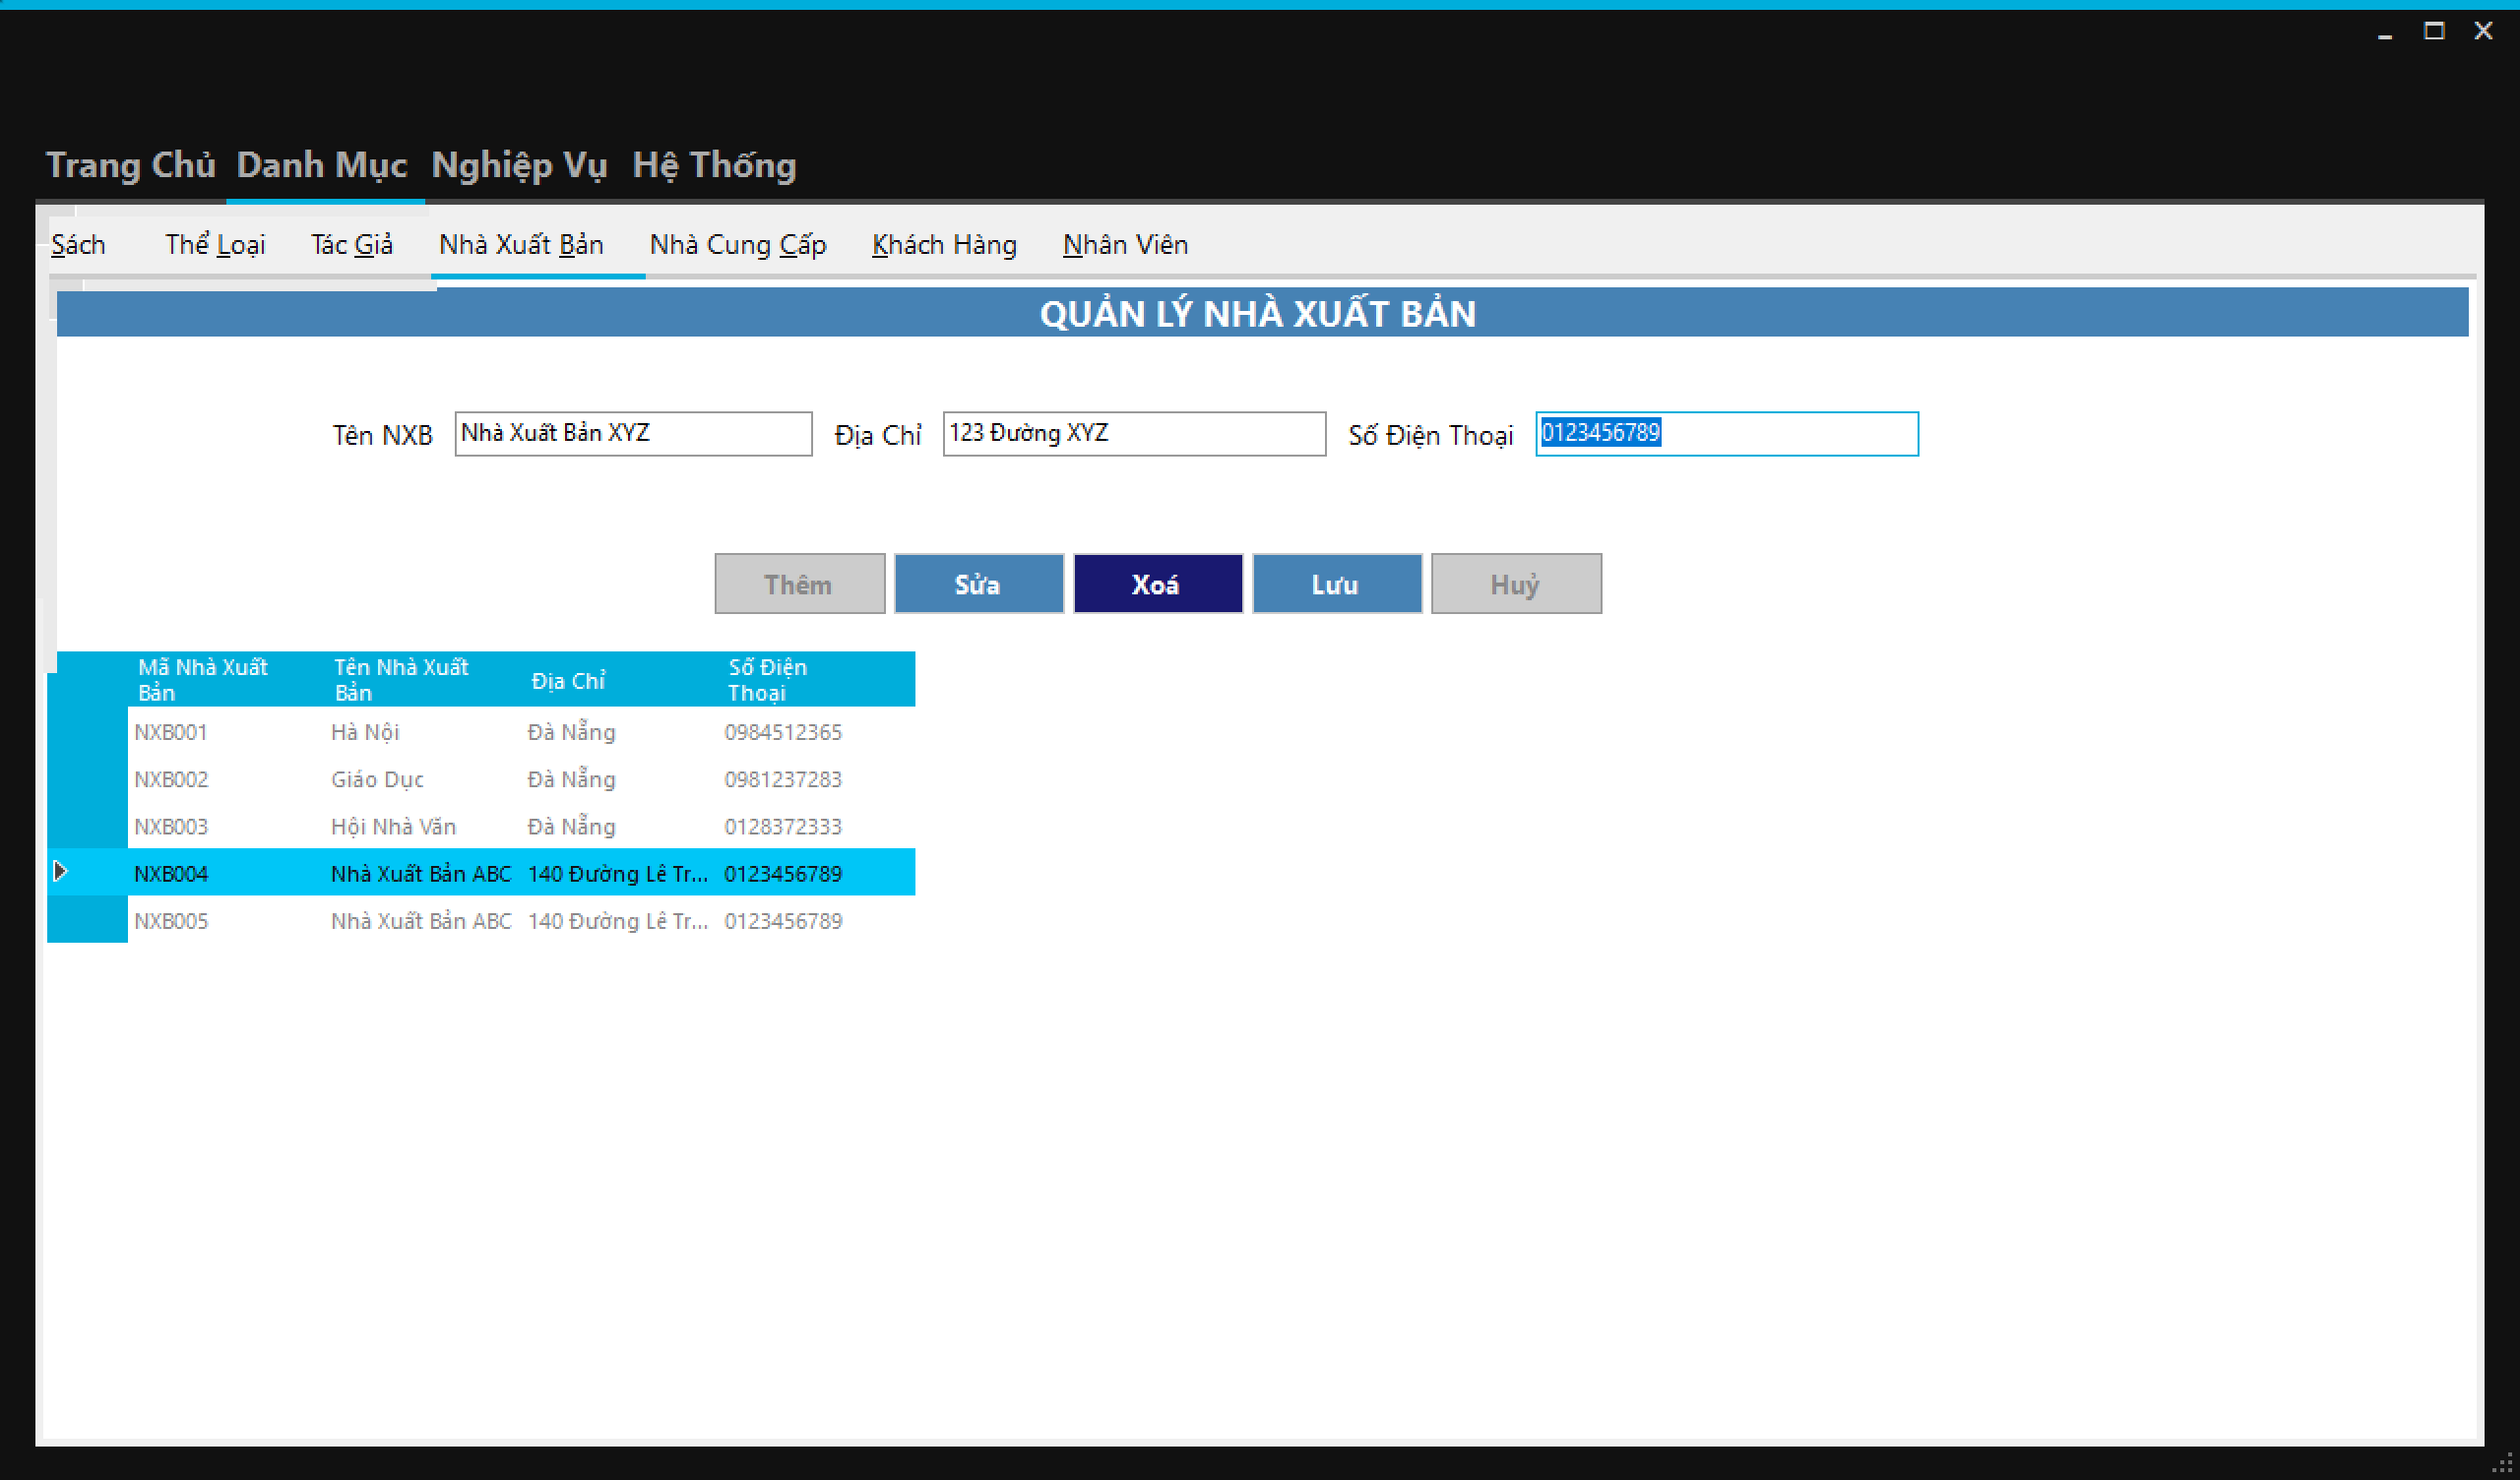 Trang Chủ Danh Mục Nghiệp Vụ Hệ Thống
Sách Thể Loại Tác Giả Nhà Xuất Bản Nhà Cung Cấp Khách Hàng Nhân Viên
QUẢN LÝ NHÀ XUẤT BẢN
Tên NXB Nhà Xuất Bản XYZ Địa Chỉ 123 Đường XYZ Số Điện Thoại 0123456789
Thêm Sửa Xoá Lưu Huỷ
Mã Nhà Xuất Bản Tên Nhà Xuất Bản Địa Chỉ Số Điện Thoại
NXB001 Hà Nội Đà Nẵng 0984512365
NXB002 Giáo Dục Đà Nẵng 0981237283
NXB003 Hội Nhà Văn Đà Nẵng 0128372333
NXB004 Nhà Xuất Bản ABC 140 Đường Lê Tr... 0123456789
NXB005 Nhà Xuất Bản ABC 140 Đường Lê Tr... 0123456789